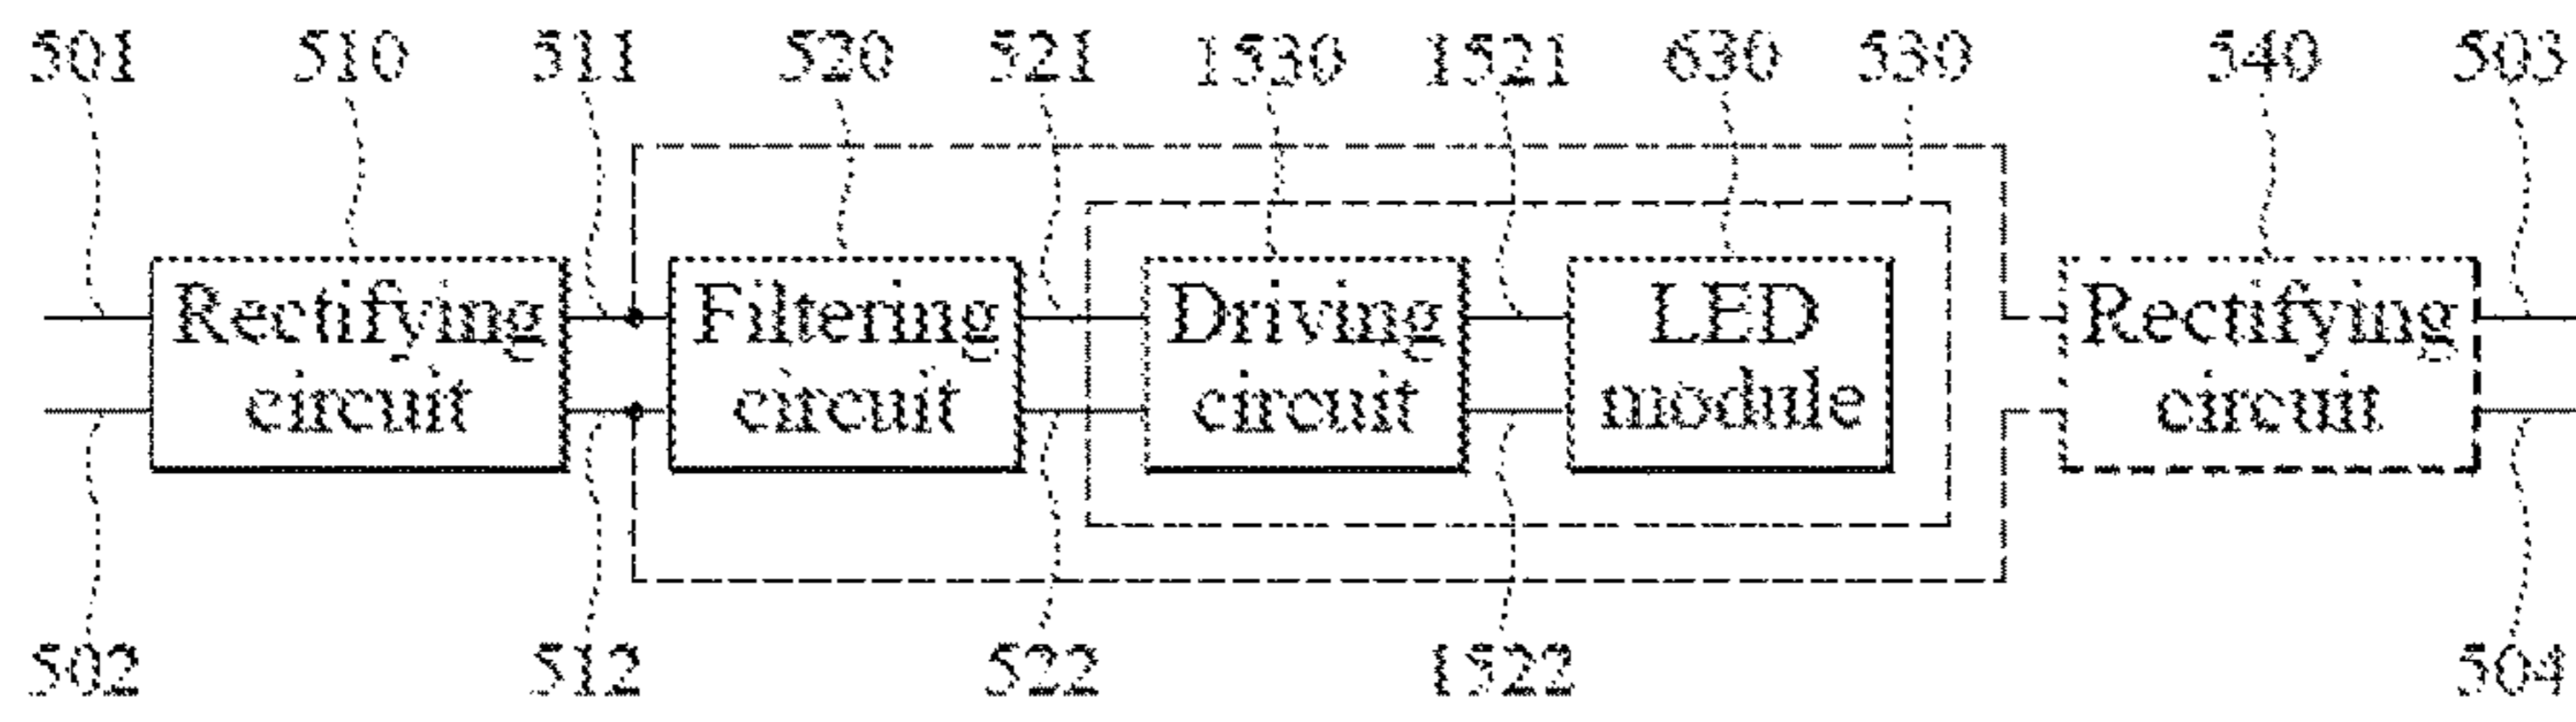 501 510 511 520 521 1530 1521 630 530 540 503
Rectifying circuit
Filtering circuit
Driving circuit
LED module
Rectifying circuit
502 512 522 1522 504